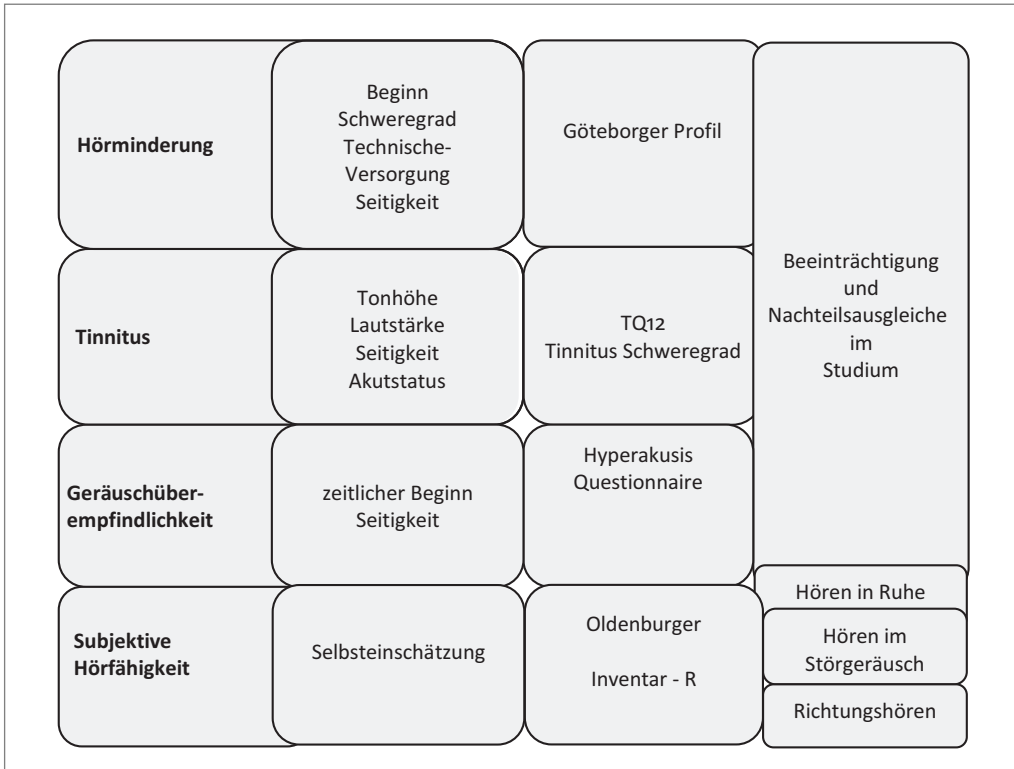 Hörminderung
Beginn
Schweregrad
Technische-
Versorgung
Seitigkeit
Göteborger Profil
Beeinträchtigung
und
Nachteilsausgleiche
im
Studium
Tinnitus
Tonhöhe
Lautstärke
Seitigkeit
Akutstatus
TQ12
Tinnitus Schweregrad
Geräuschüber-
empfindlichkeit
zeitlicher Beginn
Seitigkeit
Hyperakusis
Questionnaire
Subjektive
Hörfähigkeit
Selbsteinschätzung
Oldenburger
Inventar - R
Hören in Ruhe
Hören im
Störgeräusch
Richtungshören